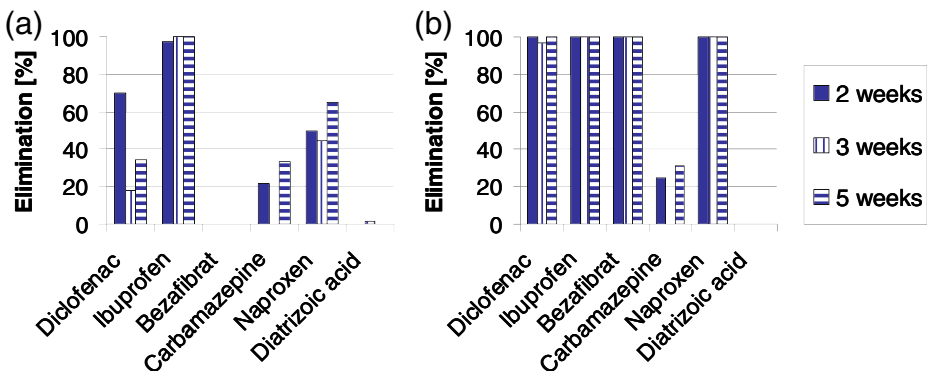 (a)
Elimination [%]
100
80
60
40
20
0
Diclofenac
Ibuprofen
Bezafibrat
Carbamazepine
Naproxen
Diatrizoic acid
(b)
Elimination [%]
100
80
60
40
20
0
Diclofenac
Ibuprofen
Bezafibrat
Carbamazepine
Naproxen
Diatrizoic acid
2 weeks
3 weeks
5 weeks